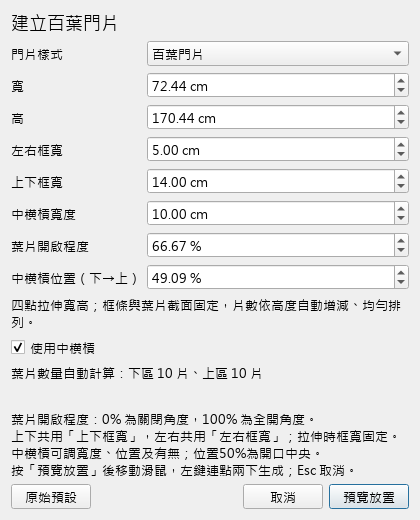 建立百葉門片
門片樣式
百葉門片
寬
72.44 cm
高
170.44 cm
左右框寬
5.00 cm
上下框寬
14.00 cm
中橫槓寬度
10.00 cm
葉片開啟程度
66.67 %
中橫槓位置（下→上）
49.09 %
四點拉伸寬高；框條與葉片截面固定，片數依高度自動增減、均勻排
列。
使用中橫槓
葉片數量自動計算：下區 10 片、上區 10 片
葉片開啟程度：0% 為關閉角度，100% 為全開角度。
上下共用「上下框寬」，左右共用「左右框寬」；拉伸時框寬固定。
中橫槓可調寬度、位置及有無；位置50%為開口中央。
按「預覽放置」後移動滑鼠，左鍵連點兩下生成；Esc 取消。
原始預設
取消
預覽放置